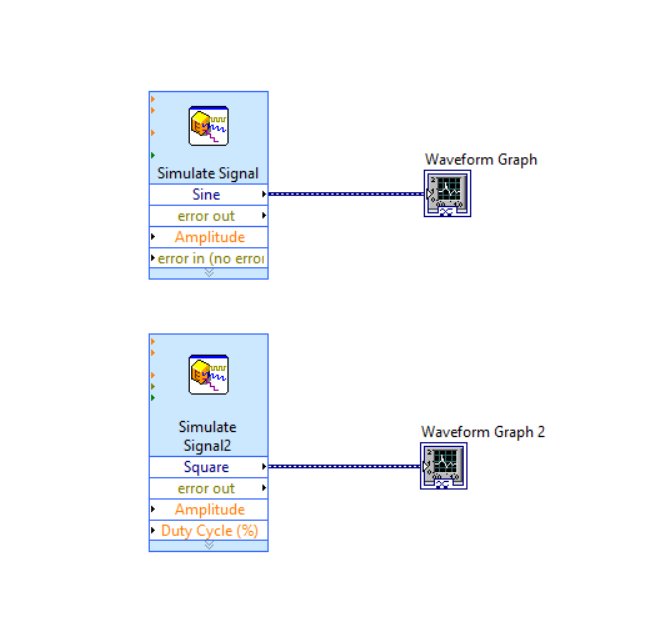 Waveform Graph
Simulate Signal
Sine
error out
Amplitude
error in (no error
Waveform Graph 2
Simulate
Signal2
Square
error out
Amplitude
Duty Cycle (%)